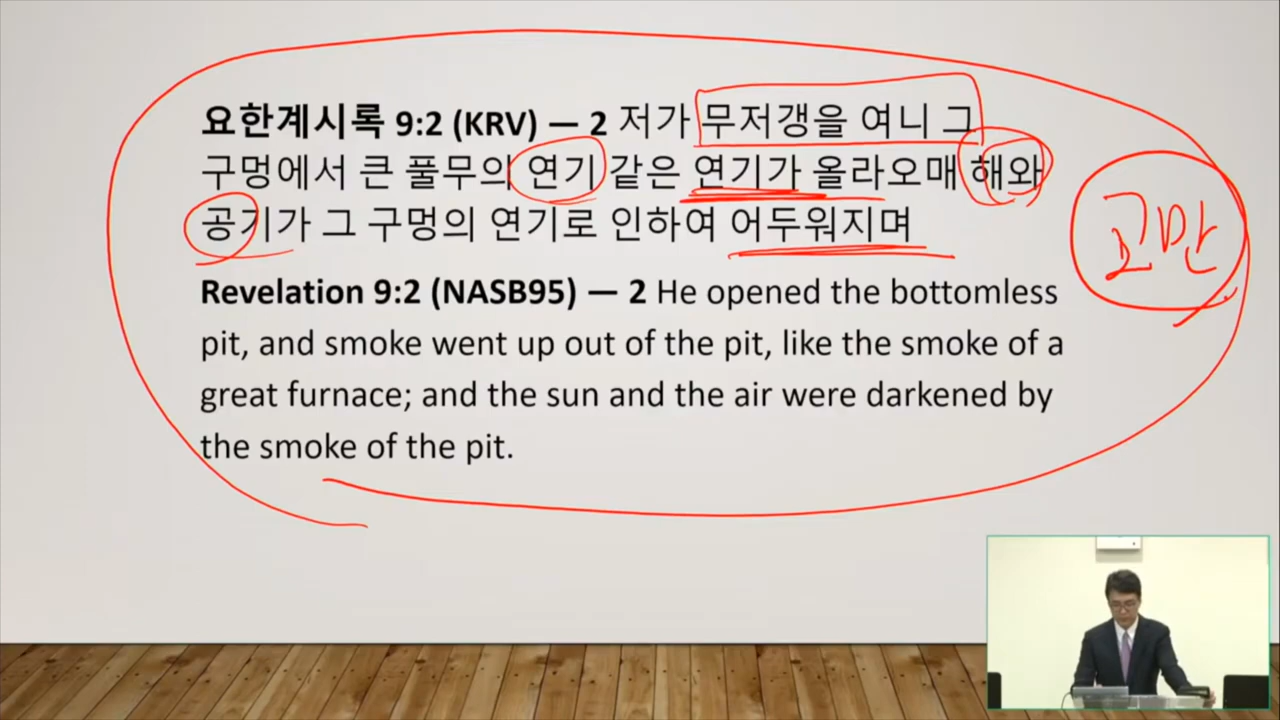 요한계시록 9:2 (KRV) — 2 저가 무저갱을 여니 그
구멍에서 큰 풀무의 연기 같은 연기가 올라오매 해와
공기가 그 구멍의 연기로 인하여 어두워지며
교만
Revelation 9:2 (NASB95) — 2 He opened the bottomless
pit, and smoke went up out of the pit, like the smoke of a
great furnace; and the sun and the air were darkened by
the smoke of the pit.